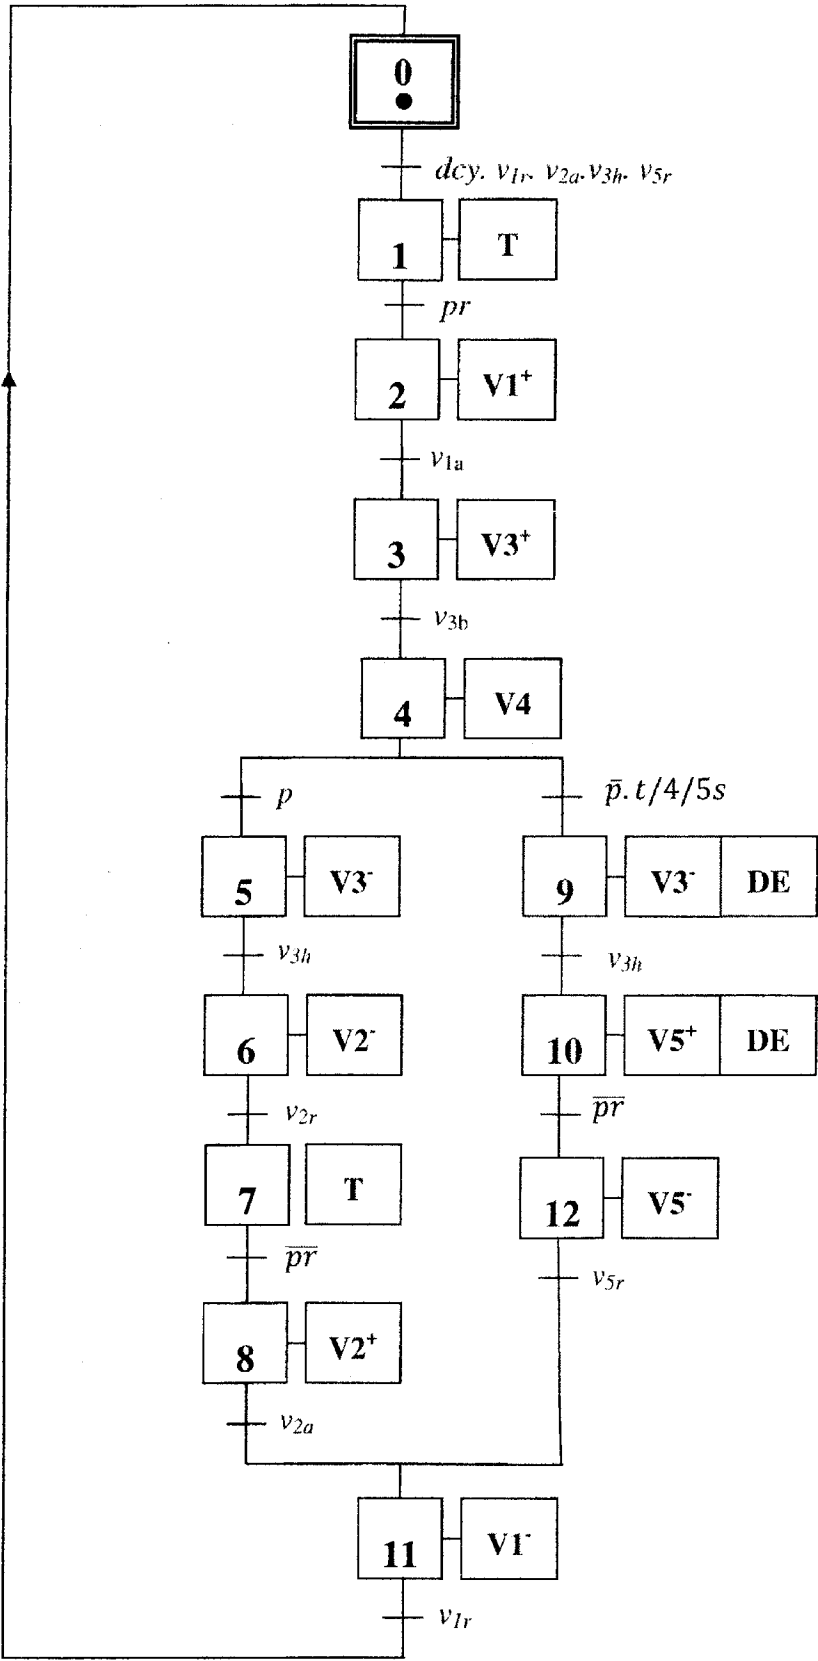 0
dcy. v1r. v2a.v3h. v5r
1 T
pr
2 V1⁺
v1a
3 V3⁺
v3b
4 V4
p p̄.t/4/5s
5 V3⁻ 9 V3⁻ DE
v3h v3h
6 V2⁻ 10 V5⁺ DE
v2r p̅r̅
7 T 12 V5⁻
p̅r̅ v5r
8 V2⁺
v2a
11 V1⁻
v1r